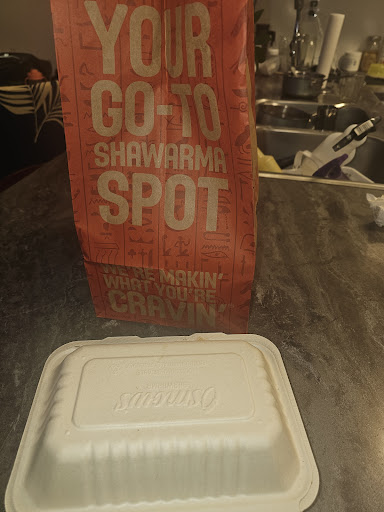 YOUR
GO-TO
SHAWARMA
SPOT
WE'RE MAKIN'
WHAT YOU'RE
CRAVIN'
Osmows